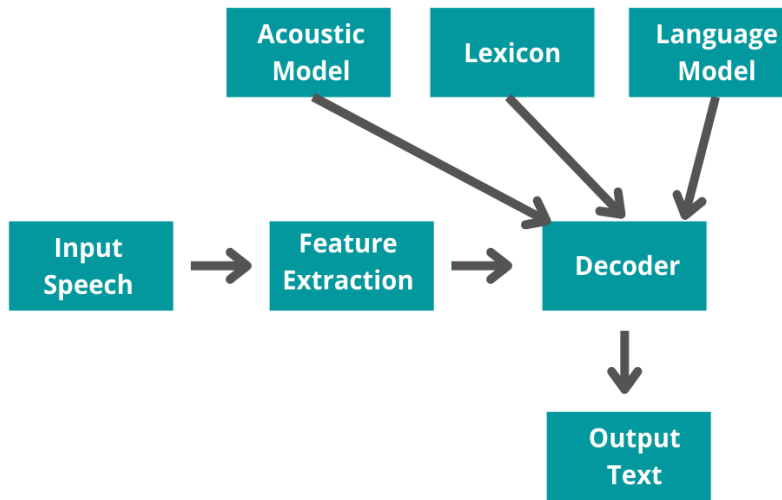 Acoustic
Model
Lexicon
Language
Model
Input
Speech
Feature
Extraction
Decoder
Output
Text